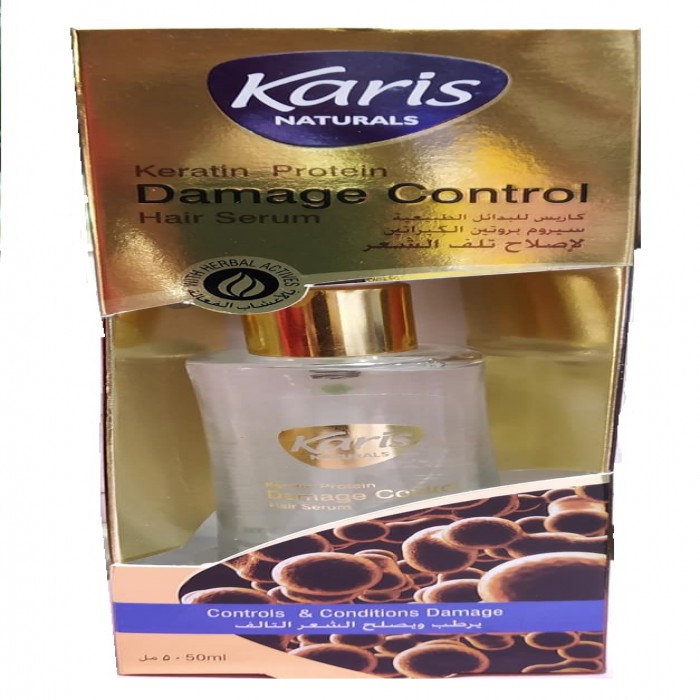 Karis
NATURALS
Keratin Protein
Damage Control
Hair Serum
كاريس للبدائل الطبيعية
سيروم بروتين الكيراتين
لإصلاح تلف الشعر
WITH HERBAL ACTIVES
بالأعشاب الفعالة
Karis
NATURALS
Keratin Protein
Damage Control
Hair Serum
Controls & Conditions Damage
يرطب ويصلح الشعر التالف
٥٠ مل 50ml